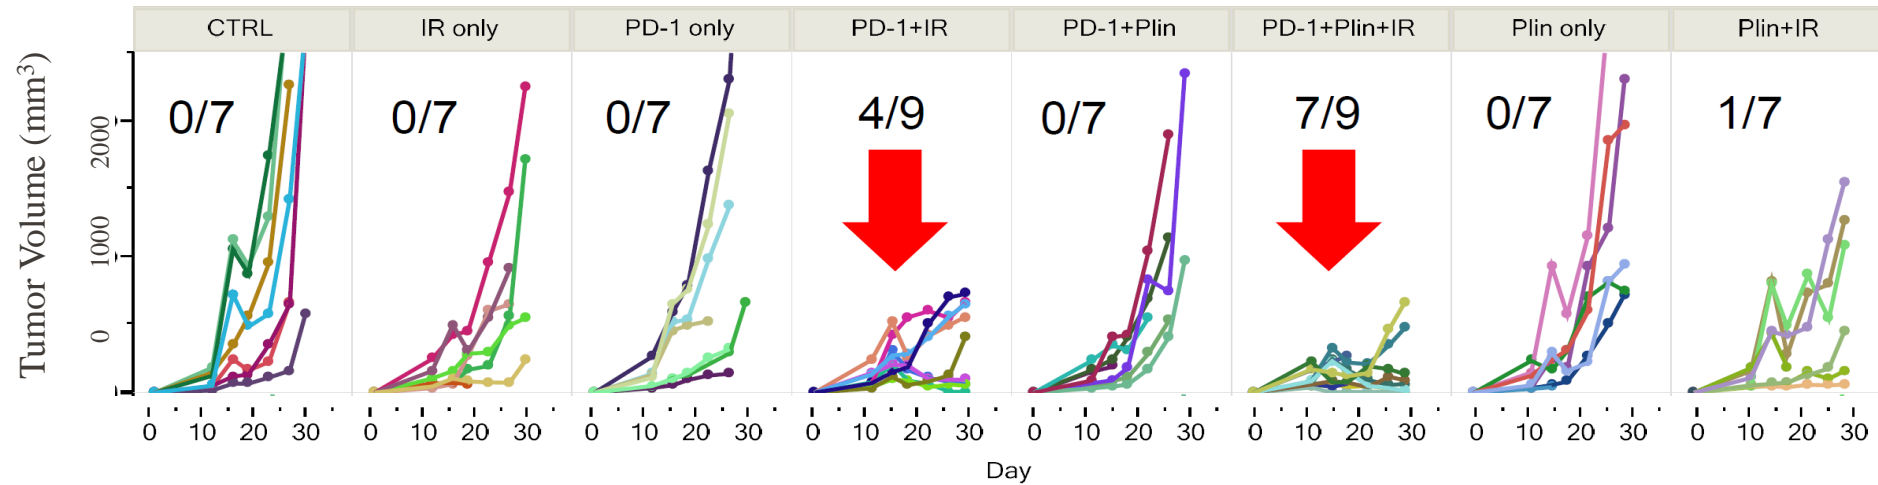 CTRL IR only PD-1 only PD-1+IR PD-1+Plin PD-1+Plin+IR Plin only Plin+IR
Tumor Volume (mm³)
2000
1000
0
0/7 0/7 0/7 4/9 0/7 7/9 0/7 1/7
0 10 20 30 0 10 20 30 0 10 20 30 0 10 20 30 0 10 20 30 0 10 20 30 0 10 20 30 0 10 20 30
Day